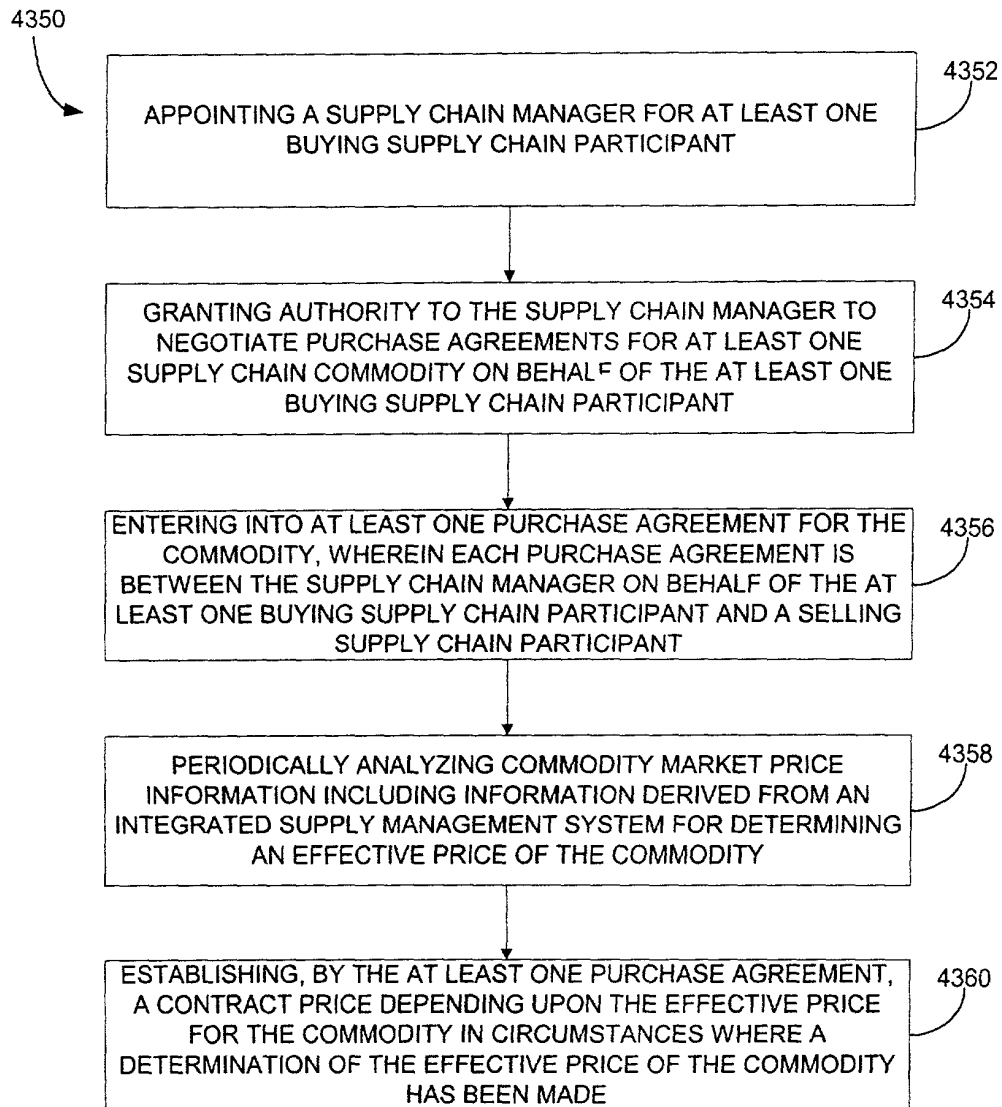 4350
4352
APPOINTING A SUPPLY CHAIN MANAGER FOR AT LEAST ONE
BUYING SUPPLY CHAIN PARTICIPANT
4354
GRANTING AUTHORITY TO THE SUPPLY CHAIN MANAGER TO
NEGOTIATE PURCHASE AGREEMENTS FOR AT LEAST ONE
SUPPLY CHAIN COMMODITY ON BEHALF OF THE AT LEAST ONE
BUYING SUPPLY CHAIN PARTICIPANT
4356
ENTERING INTO AT LEAST ONE PURCHASE AGREEMENT FOR THE
COMMODITY, WHEREIN EACH PURCHASE AGREEMENT IS
BETWEEN THE SUPPLY CHAIN MANAGER ON BEHALF OF THE AT
LEAST ONE BUYING SUPPLY CHAIN PARTICIPANT AND A SELLING
SUPPLY CHAIN PARTICIPANT
4358
PERIODICALLY ANALYZING COMMODITY MARKET PRICE
INFORMATION INCLUDING INFORMATION DERIVED FROM AN
INTEGRATED SUPPLY MANAGEMENT SYSTEM FOR DETERMINING
AN EFFECTIVE PRICE OF THE COMMODITY
4360
ESTABLISHING, BY THE AT LEAST ONE PURCHASE AGREEMENT,
A CONTRACT PRICE DEPENDING UPON THE EFFECTIVE PRICE
FOR THE COMMODITY IN CIRCUMSTANCES WHERE A
DETERMINATION OF THE EFFECTIVE PRICE OF THE COMMODITY
HAS BEEN MADE